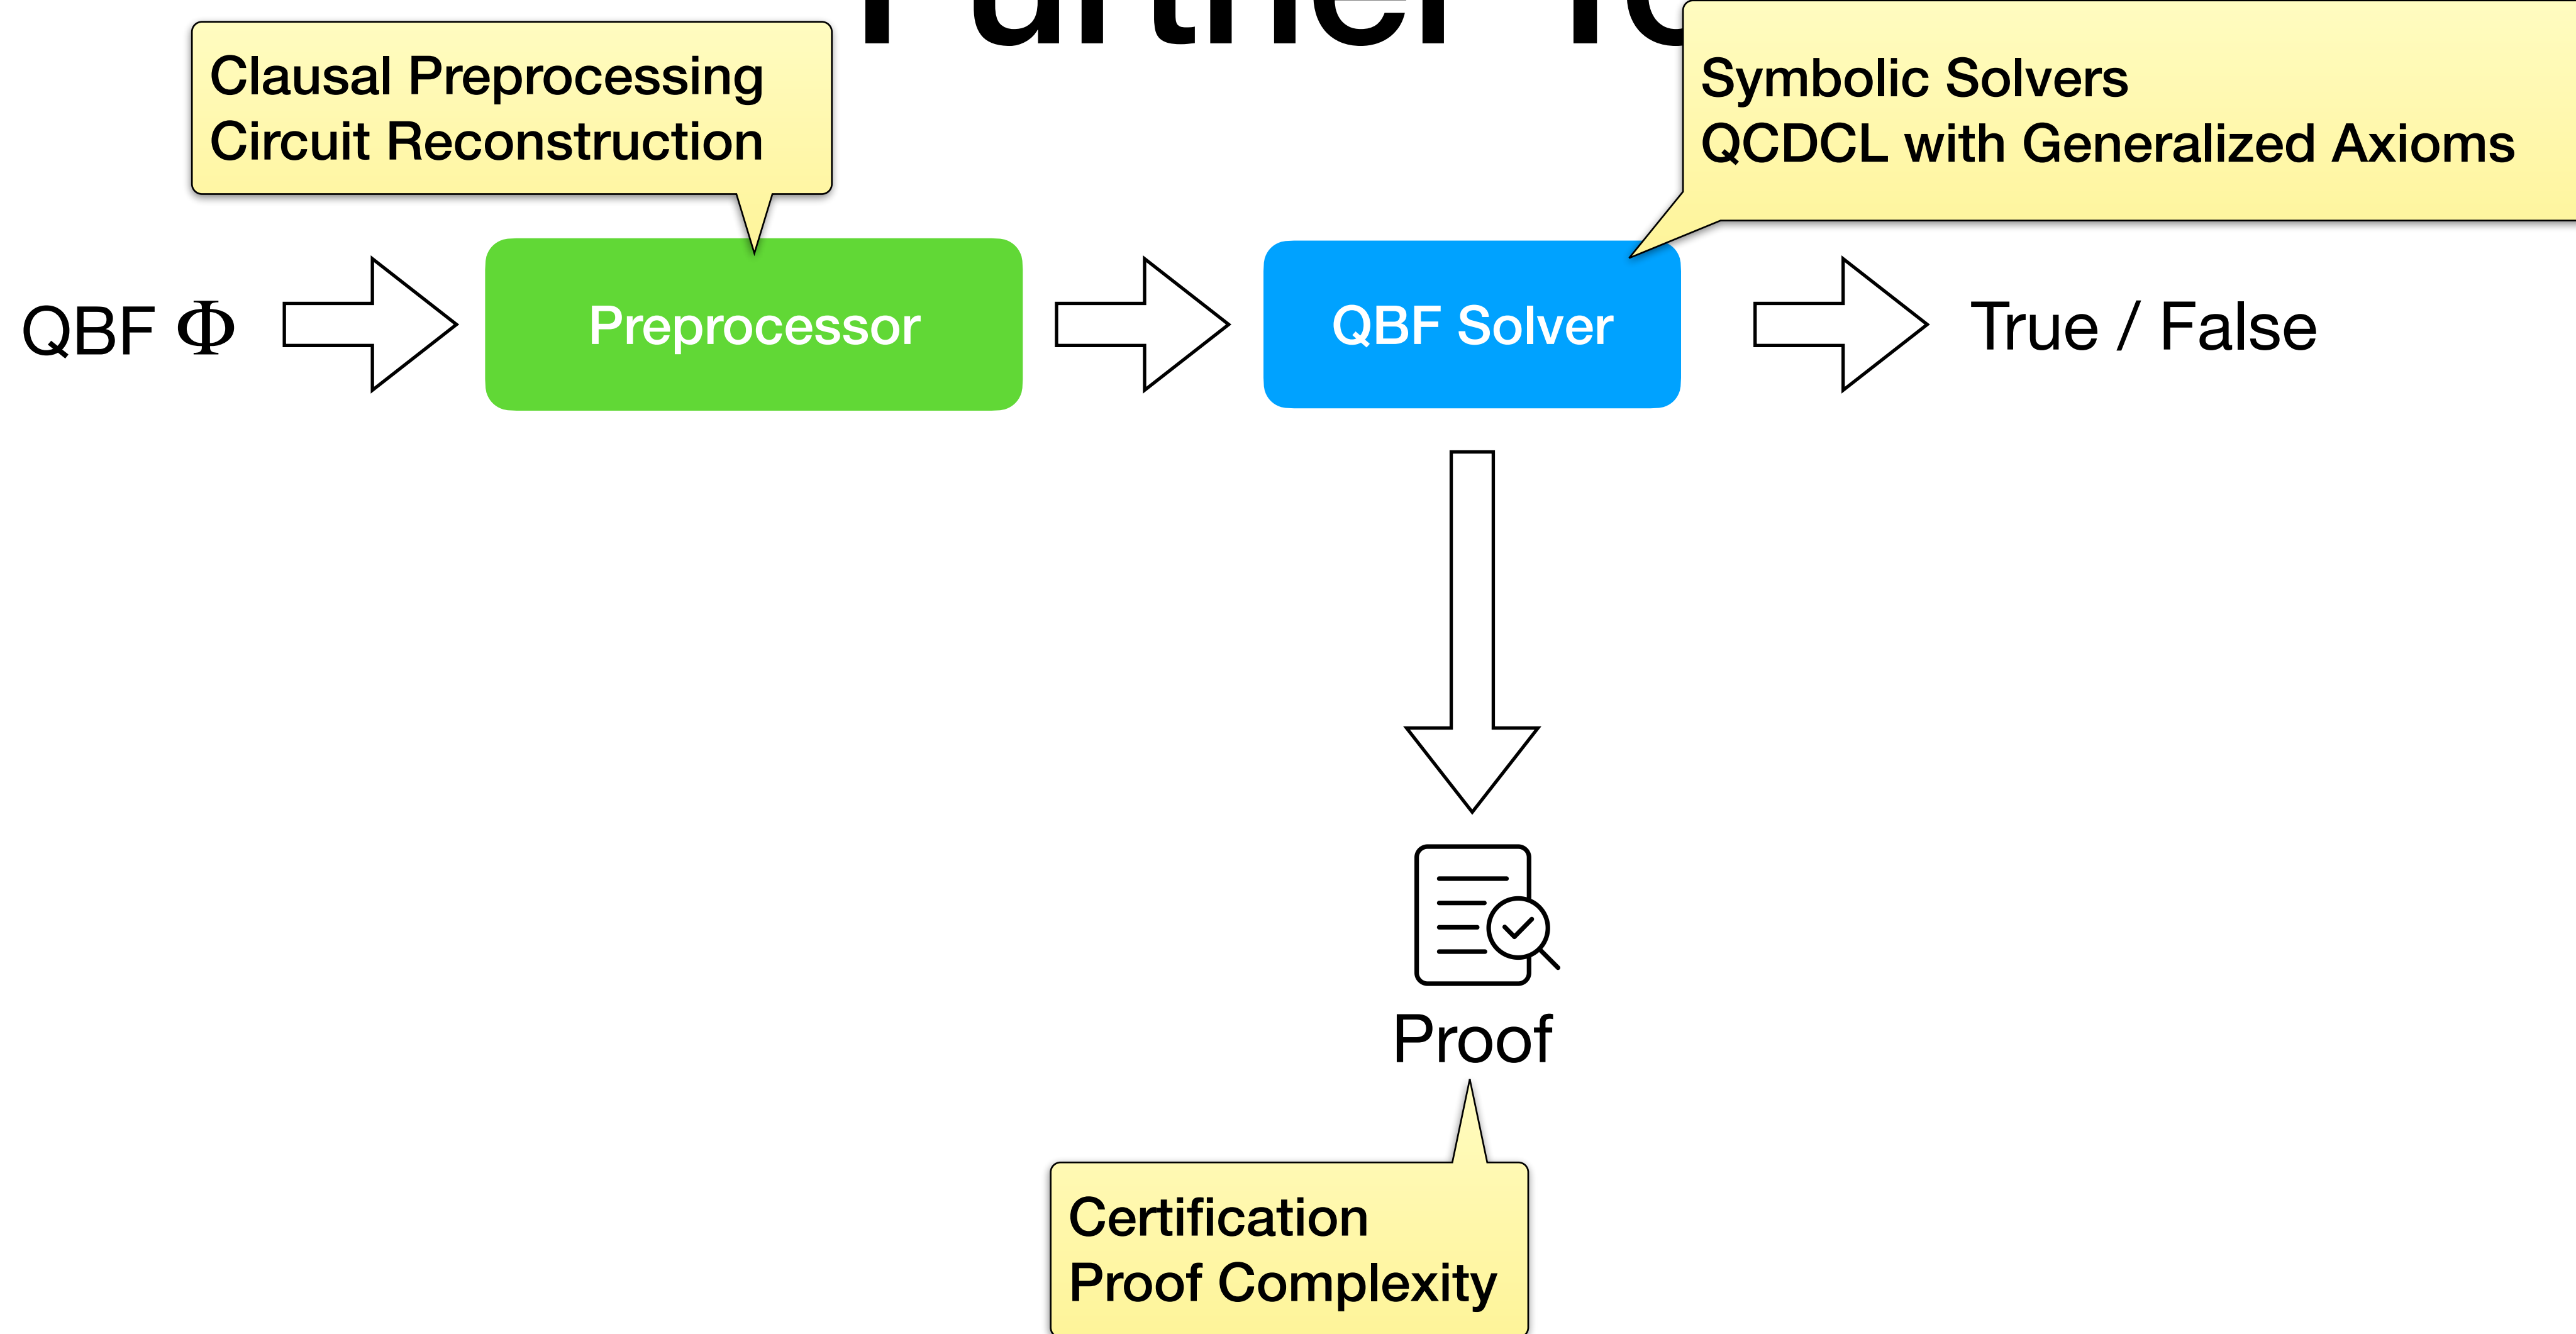 Further
Clausal Preprocessing
Circuit Reconstruction
Symbolic Solvers
QCDCL with Generalized Axioms
QBF Φ
Preprocessor
QBF Solver
True / False
Proof
Certification
Proof Complexity